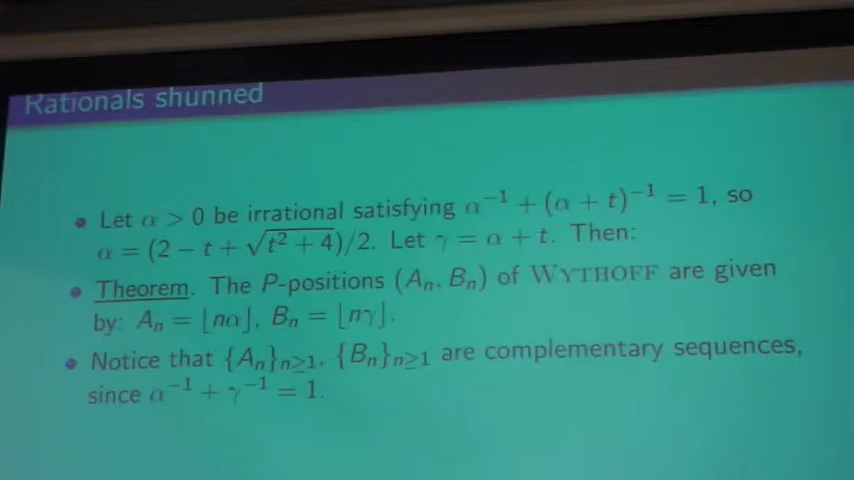 Rationals shunned
• Let α > 0 be irrational satisfying α⁻¹ + (α + t)⁻¹ = 1, so
α = (2 − t + √(t² + 4))/2. Let γ = α + t. Then:
• Theorem. The P-positions (Aₙ, Bₙ) of WYTHOFF are given
by: Aₙ = ⌊nα⌋, Bₙ = ⌊nγ⌋.
• Notice that {Aₙ}ₙ≥₁, {Bₙ}ₙ≥₁ are complementary sequences,
since α⁻¹ + γ⁻¹ = 1.